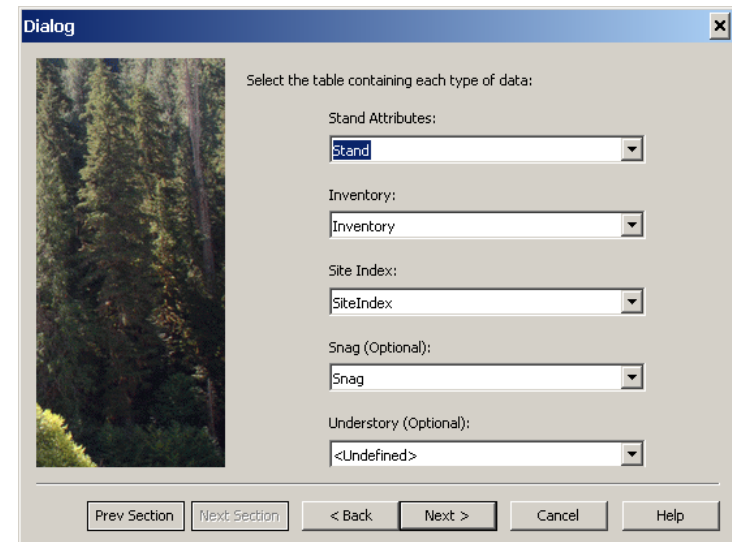 Dialog
Select the table containing each type of data:
Stand Attributes:
Stand
Inventory:
Inventory
Site Index:
SiteIndex
Snag (Optional):
Snag
Understory (Optional):
<Undefined>
Prev Section Next Section < Back Next > Cancel Help